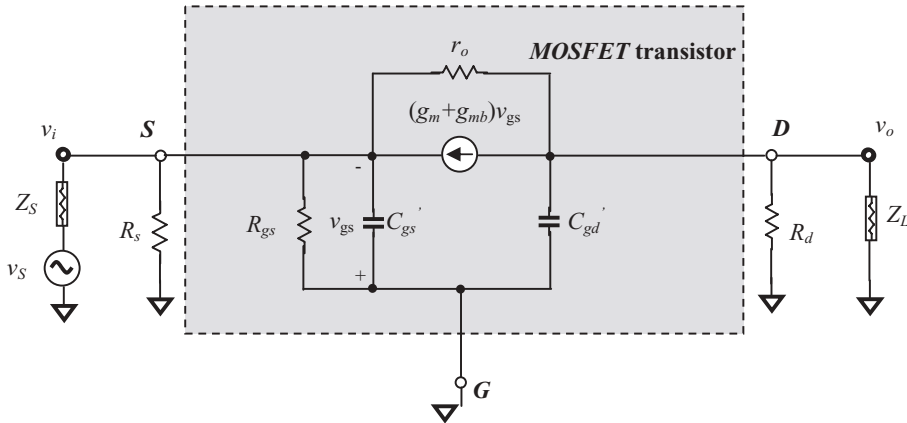 r_o
MOSFET transistor
(g_m+g_mb)v_gs
v_i
S
D
v_o
-
Z_S
R_s
R_gs
v_gs
C_gs'
C_gd'
R_d
Z_L
v_S
+
G